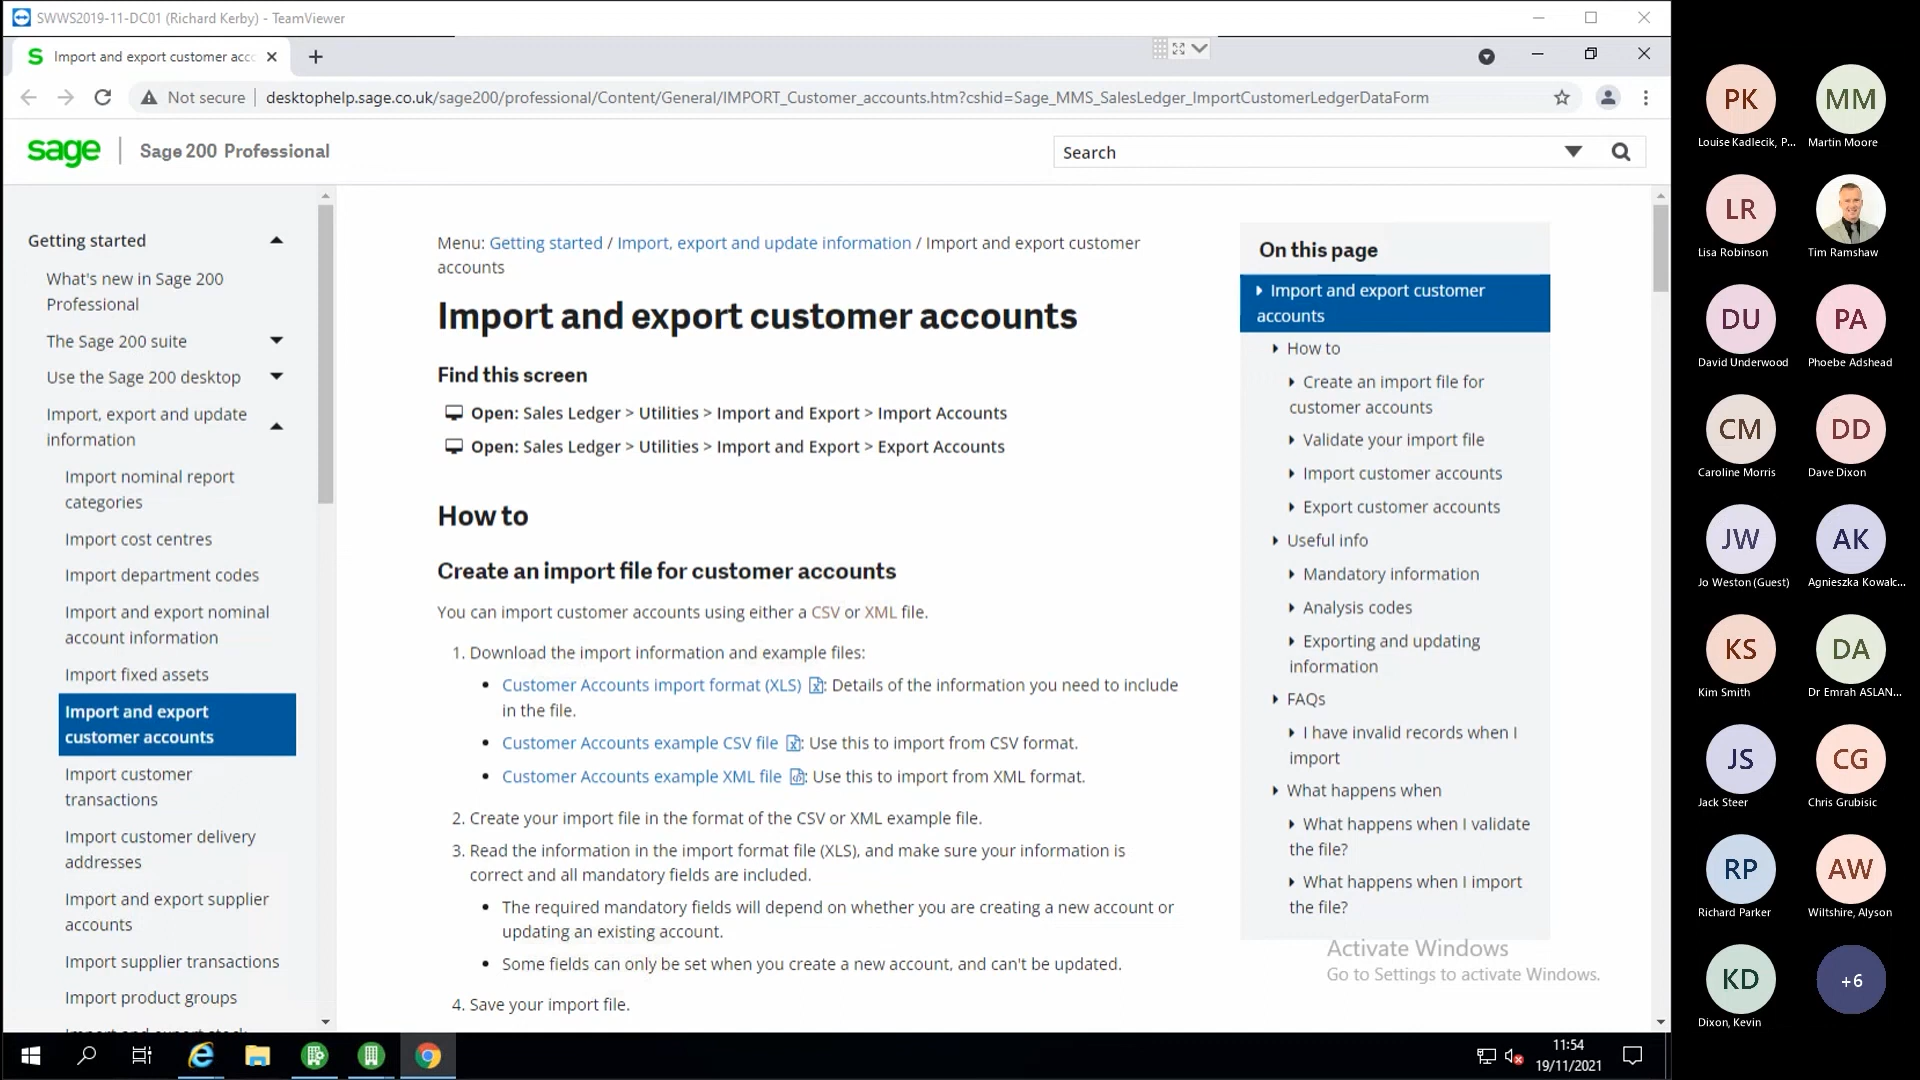 SWWS2019-11-DC01 (Richard Kerby) - TeamViewer
S Import and export customer acc
Not secure | desktophelp.sage.co.uk/sage200/professional/Content/General/IMPORT_Customer_accounts.htm?cshid=Sage_MMS_SalesLedger_ImportCustomerLedgerDataForm
sage | Sage 200 Professional
Search
Getting started
What's new in Sage 200
Professional
The Sage 200 suite
Use the Sage 200 desktop
Import, export and update
information
Import nominal report
categories
Import cost centres
Import department codes
Import and export nominal
account information
Import fixed assets
Import and export
customer accounts
Import customer
transactions
Import customer delivery
addresses
Import and export supplier
accounts
Import supplier transactions
Import product groups
Import and export stock
Menu: Getting started / Import, export and update information / Import and export customer
accounts
Import and export customer accounts
Find this screen
Open: Sales Ledger > Utilities > Import and Export > Import Accounts
Open: Sales Ledger > Utilities > Import and Export > Export Accounts
How to
Create an import file for customer accounts
You can import customer accounts using either a CSV or XML file.
1. Download the import information and example files:
• Customer Accounts import format (XLS) : Details of the information you need to include
in the file.
• Customer Accounts example CSV file : Use this to import from CSV format.
• Customer Accounts example XML file : Use this to import from XML format.
2. Create your import file in the format of the CSV or XML example file.
3. Read the information in the import format file (XLS), and make sure your information is
correct and all mandatory fields are included.
• The required mandatory fields will depend on whether you are creating a new account or
updating an existing account.
• Some fields can only be set when you create a new account, and can't be updated.
4. Save your import file.
On this page
Import and export customer
accounts
How to
Create an import file for
customer accounts
Validate your import file
Import customer accounts
Export customer accounts
Useful info
Mandatory information
Analysis codes
Exporting and updating
information
FAQs
I have invalid records when I
import
What happens when
What happens when I validate
the file?
What happens when I import
the file?
Activate Windows
Go to Settings to activate Windows.
11:54
19/11/2021
PK MM
Louise Kadlecik, P... Martin Moore
LR
Lisa Robinson Tim Ramshaw
DU PA
David Underwood Phoebe Adshead
CM DD
Caroline Morris Dave Dixon
JW AK
Jo Weston (Guest) Agnieszka Kowalc...
KS DA
Kim Smith Dr Emrah ASLAN...
JS CG
Jack Steer Chris Grubisic
RP AW
Richard Parker Wiltshire, Alyson
KD +6
Dixon, Kevin